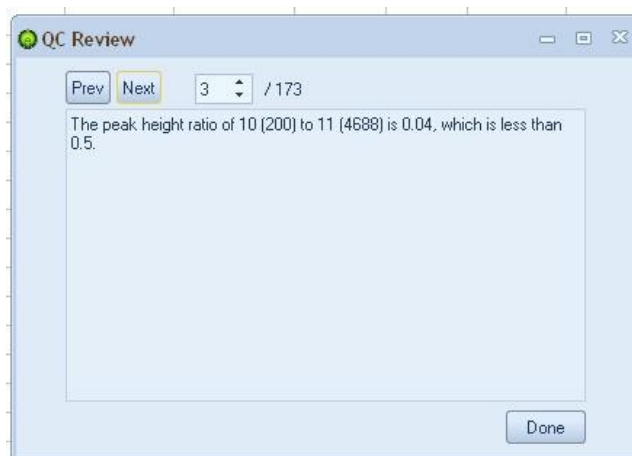 QC Review
Prev Next 3 / 173
The peak height ratio of 10 (200) to 11 (4688) is 0.04, which is less than
0.5.
Done